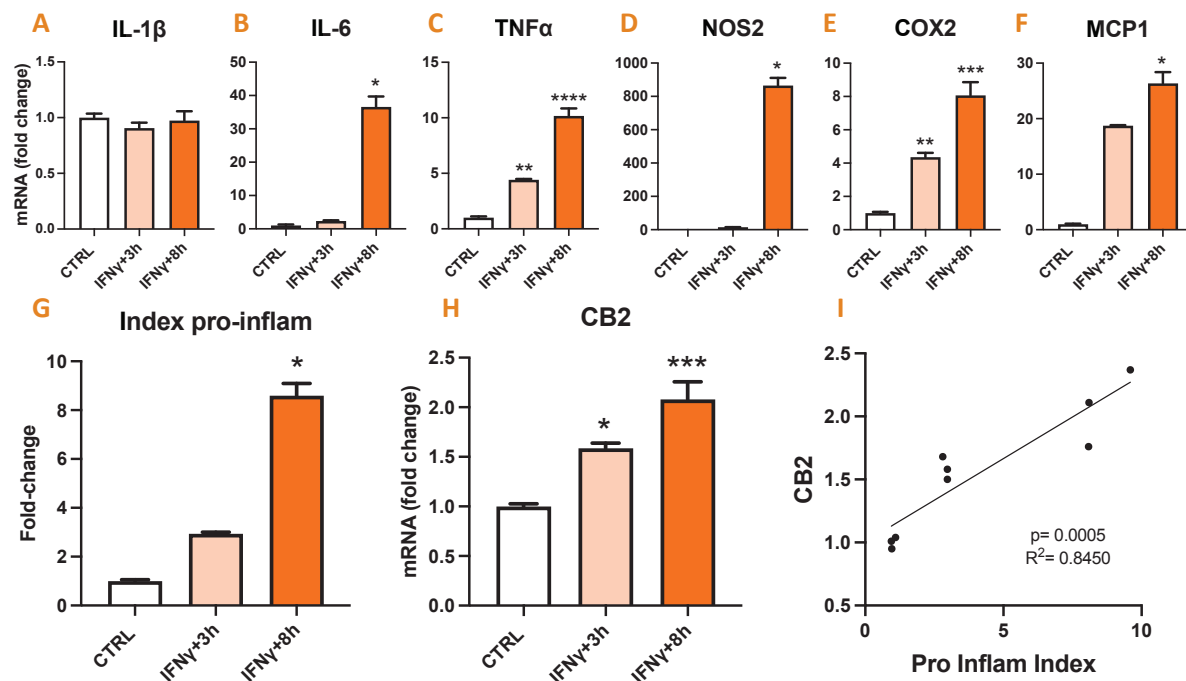 A
IL-1β
mRNA (fold change)
1.5
1.0
0.5
0.0
CTRL
IFNγ+3h
IFNγ+8h
B
IL-6
50
40
30
20
10
0
*
CTRL
IFNγ+3h
IFNγ+8h
C
TNFα
15
10
5
0
**
****
CTRL
IFNγ+3h
IFNγ+8h
D
NOS2
1000
800
600
400
200
0
*
CTRL
IFNγ+3h
IFNγ+8h
E
COX2
10
8
6
4
2
0
**
***
CTRL
IFNγ+3h
IFNγ+8h
F
MCP1
30
20
10
0
*
CTRL
IFNγ+3h
IFNγ+8h
G
Index pro-inflam
Fold-change
10
8
6
4
2
0
*
CTRL
IFNγ+3h
IFNγ+8h
H
CB2
mRNA (fold change)
2.5
2.0
1.5
1.0
0.5
0.0
*
***
CTRL
IFNγ+3h
IFNγ+8h
I
CB2
2.5
2.0
1.5
1.0
0.5
p= 0.0005
R²= 0.8450
0
5
10
Pro Inflam Index